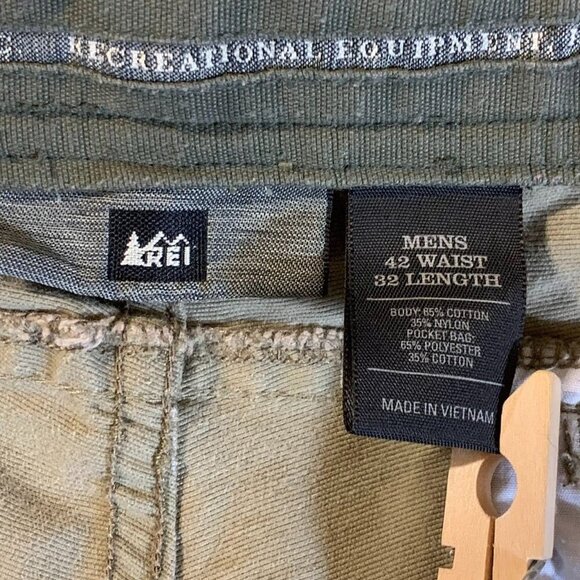 RECREATIONAL EQUIPMENT,
REI
MENS
42 WAIST
32 LENGTH
BODY: 65% COTTON
35% NYLON
POCKET BAG:
65% POLYESTER
35% COTTON
MADE IN VIETNAM